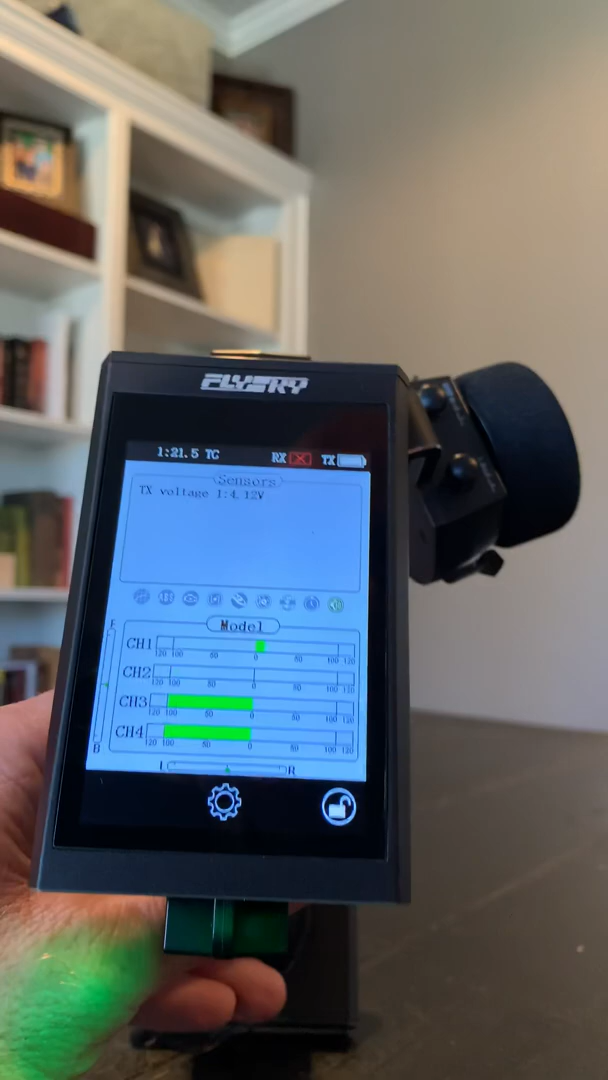 FLYSKY
1:21.5 TG RX TX
Sensors
TX voltage 1:4.12V
Model
F
CH1
120 100 50 0 50 100 120
CH2
120 100 50 0 50 100 120
CH3
120 100 50 0 50 100 120
CH4
120 100 50 0 50 100 120
B
L R